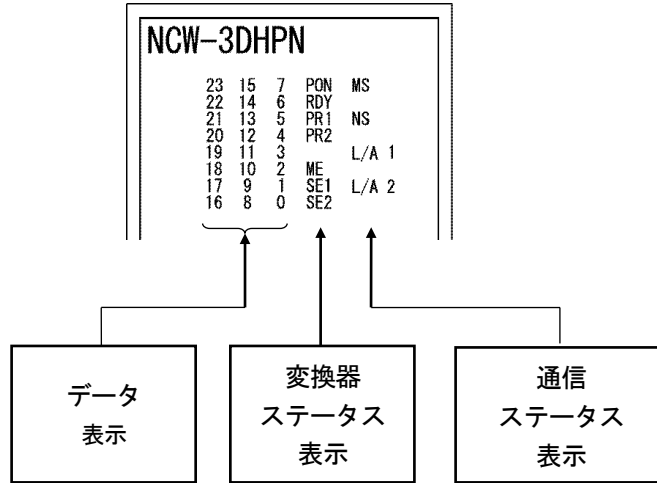 NCW-3DHPN
23 15 7 PON MS
22 14 6 RDY
21 13 5 PR1 NS
20 12 4 PR2
19 11 3 L/A 1
18 10 2 ME
17 9 1 SE1 L/A 2
16 8 0 SE2
データ
表示
変換器
ステータス
表示
通信
ステータス
表示